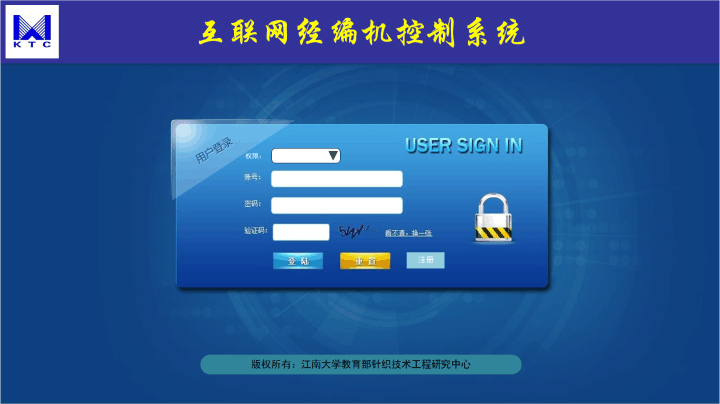 KTC
互联网经编机控制系统
用户登录
USER SIGN IN
权限：
账号：
密码：
验证码：
看不清，换一张
登 陆
重 置
注册
版权所有：江南大学教育部针织技术工程研究中心